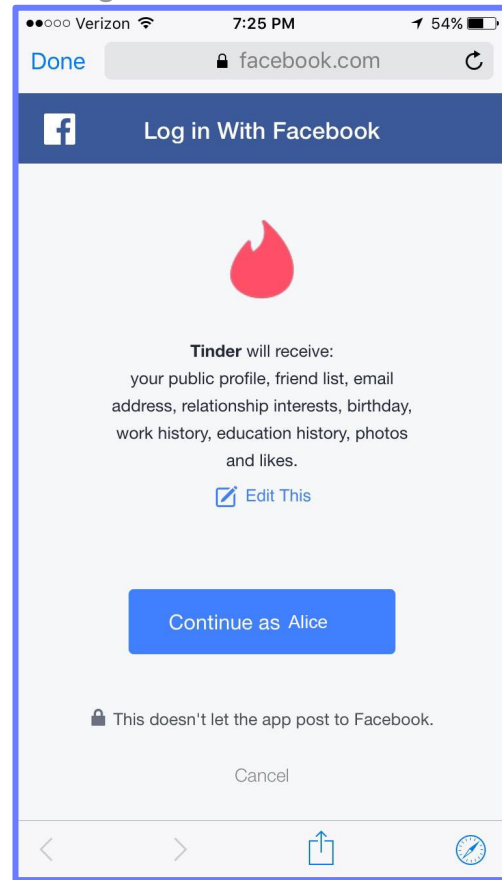 Verizon 7:25 PM 54%
Done facebook.com
f Log in With Facebook
Tinder will receive:
your public profile, friend list, email
address, relationship interests, birthday,
work history, education history, photos
and likes.
Edit This
Continue as Alice
This doesn't let the app post to Facebook.
Cancel